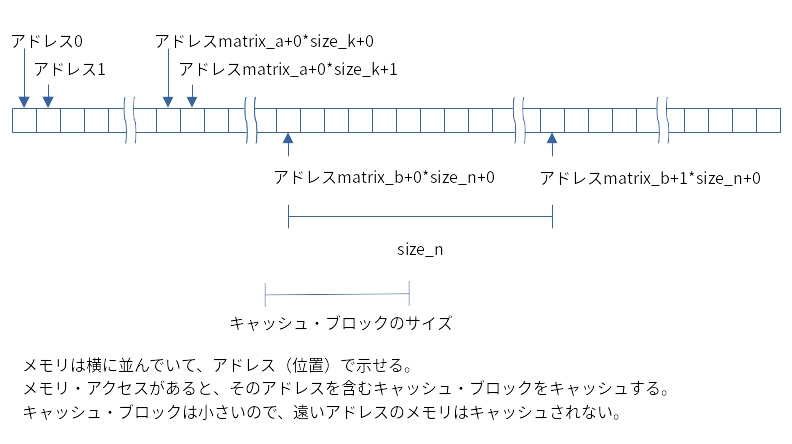 アドレス0
アドレスmatrix_a+0*size_k+0
アドレス1
アドレスmatrix_a+0*size_k+1
アドレスmatrix_b+0*size_n+0
アドレスmatrix_b+1*size_n+0
size_n
キャッシュ・ブロックのサイズ
メモリは横に並んでいて、アドレス（位置）で示せる。
メモリ・アクセスがあると、そのアドレスを含むキャッシュ・ブロックをキャッシュする。
キャッシュ・ブロックは小さいので、遠いアドレスのメモリはキャッシュされない。